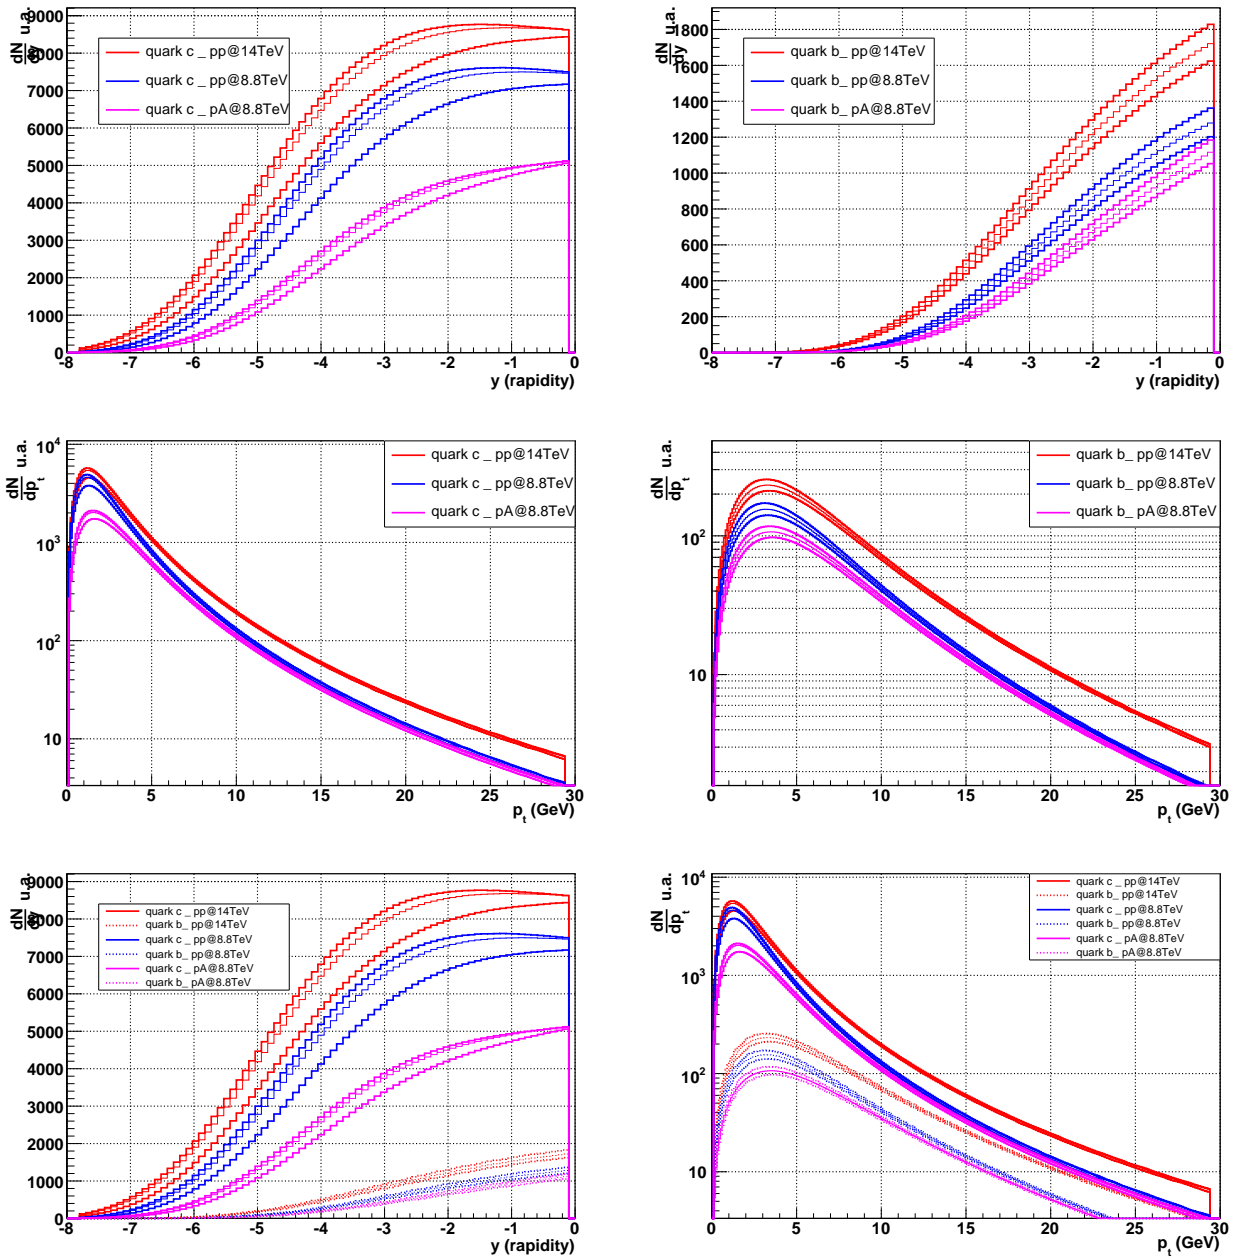 dN/dy u.a.
9000
8000
7000
6000
5000
4000
3000
2000
1000
0
quark c _ pp@14TeV
quark c _ pp@8.8TeV
quark c _ pA@8.8TeV
-8 -7 -6 -5 -4 -3 -2 -1 0
y (rapidity)
dN/dy u.a.
1800
1600
1400
1200
1000
800
600
400
200
0
quark b_ pp@14TeV
quark b_ pp@8.8TeV
quark b_ pA@8.8TeV
-8 -7 -6 -5 -4 -3 -2 -1 0
y (rapidity)
dN/dp_t u.a.
10^4
10^3
10^2
10
quark c _ pp@14TeV
quark c _ pp@8.8TeV
quark c _ pA@8.8TeV
0 5 10 15 20 25 30
p_t (GeV)
dN/dp_t u.a.
10^2
10
quark b_ pp@14TeV
quark b_ pp@8.8TeV
quark b_ pA@8.8TeV
0 5 10 15 20 25 30
p_t (GeV)
dN/dy u.a.
9000
8000
7000
6000
5000
4000
3000
2000
1000
0
quark c _ pp@14TeV
quark b_ pp@14TeV
quark c _ pp@8.8TeV
quark b_ pp@8.8TeV
quark c _ pA@8.8TeV
quark b_ pA@8.8TeV
-8 -7 -6 -5 -4 -3 -2 -1 0
y (rapidity)
dN/dp_t u.a.
10^4
10^3
10^2
10
quark c _ pp@14TeV
quark b_ pp@14TeV
quark c _ pp@8.8TeV
quark b_ pp@8.8TeV
quark c _ pA@8.8TeV
quark b_ pA@8.8TeV
0 5 10 15 20 25 30
p_t (GeV)